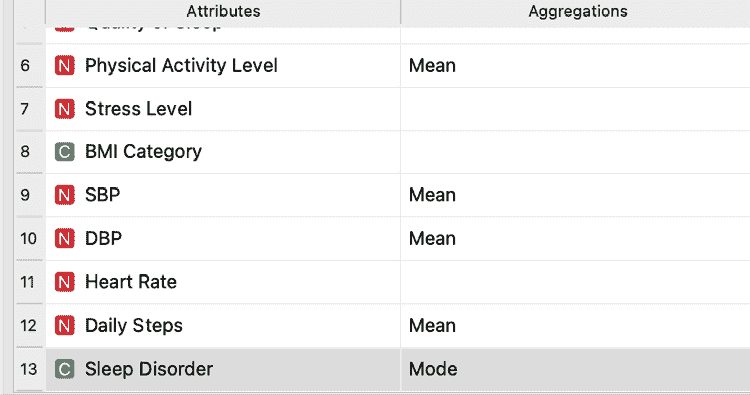 Attributes Aggregations
6 N Physical Activity Level Mean
7 N Stress Level
8 C BMI Category
9 N SBP Mean
10 N DBP Mean
11 N Heart Rate
12 N Daily Steps Mean
13 C Sleep Disorder Mode